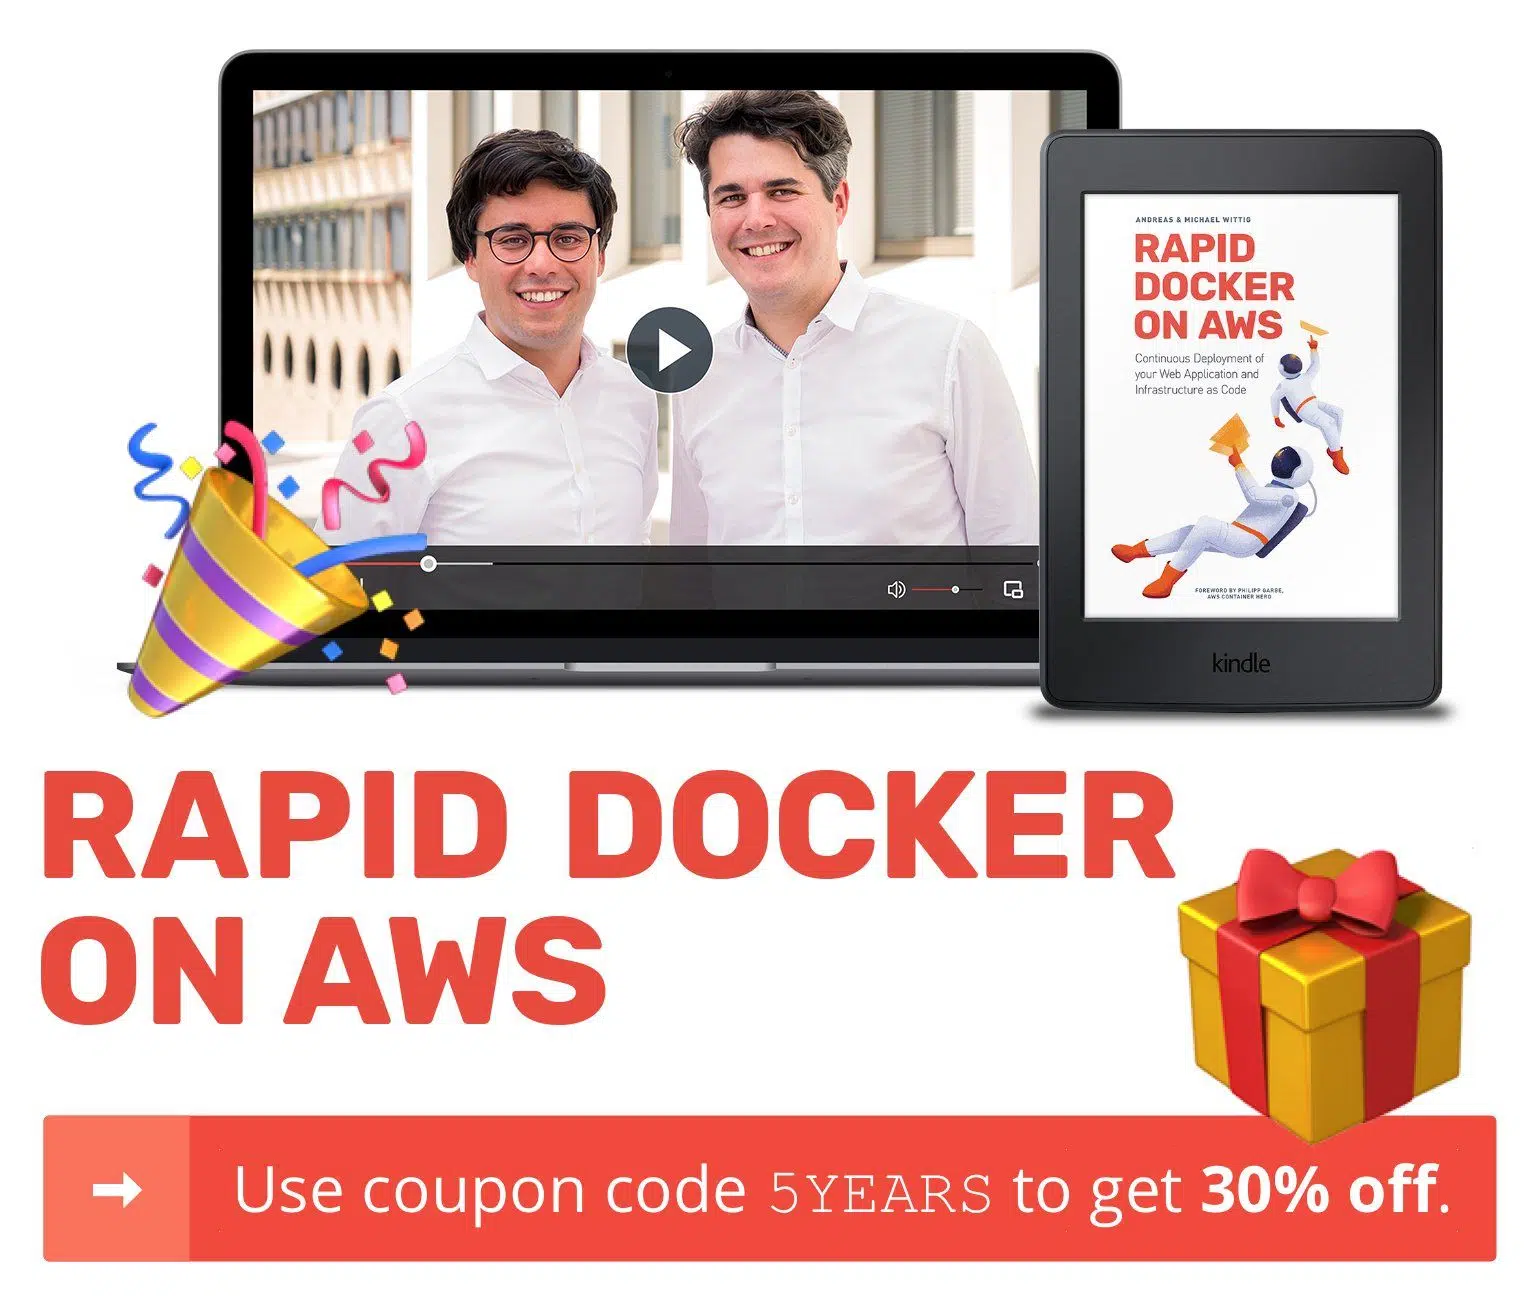 ANDREAS & MICHAEL WITTIG
RAPID
DOCKER
ON AWS
Continuous Deployment of
your Web Application and
Infrastructure as Code
FOREWORD BY PHILIPP GARBE,
AWS CONTAINER HERO
kindle
RAPID DOCKER
ON AWS
Use coupon code 5YEARS to get 30% off.